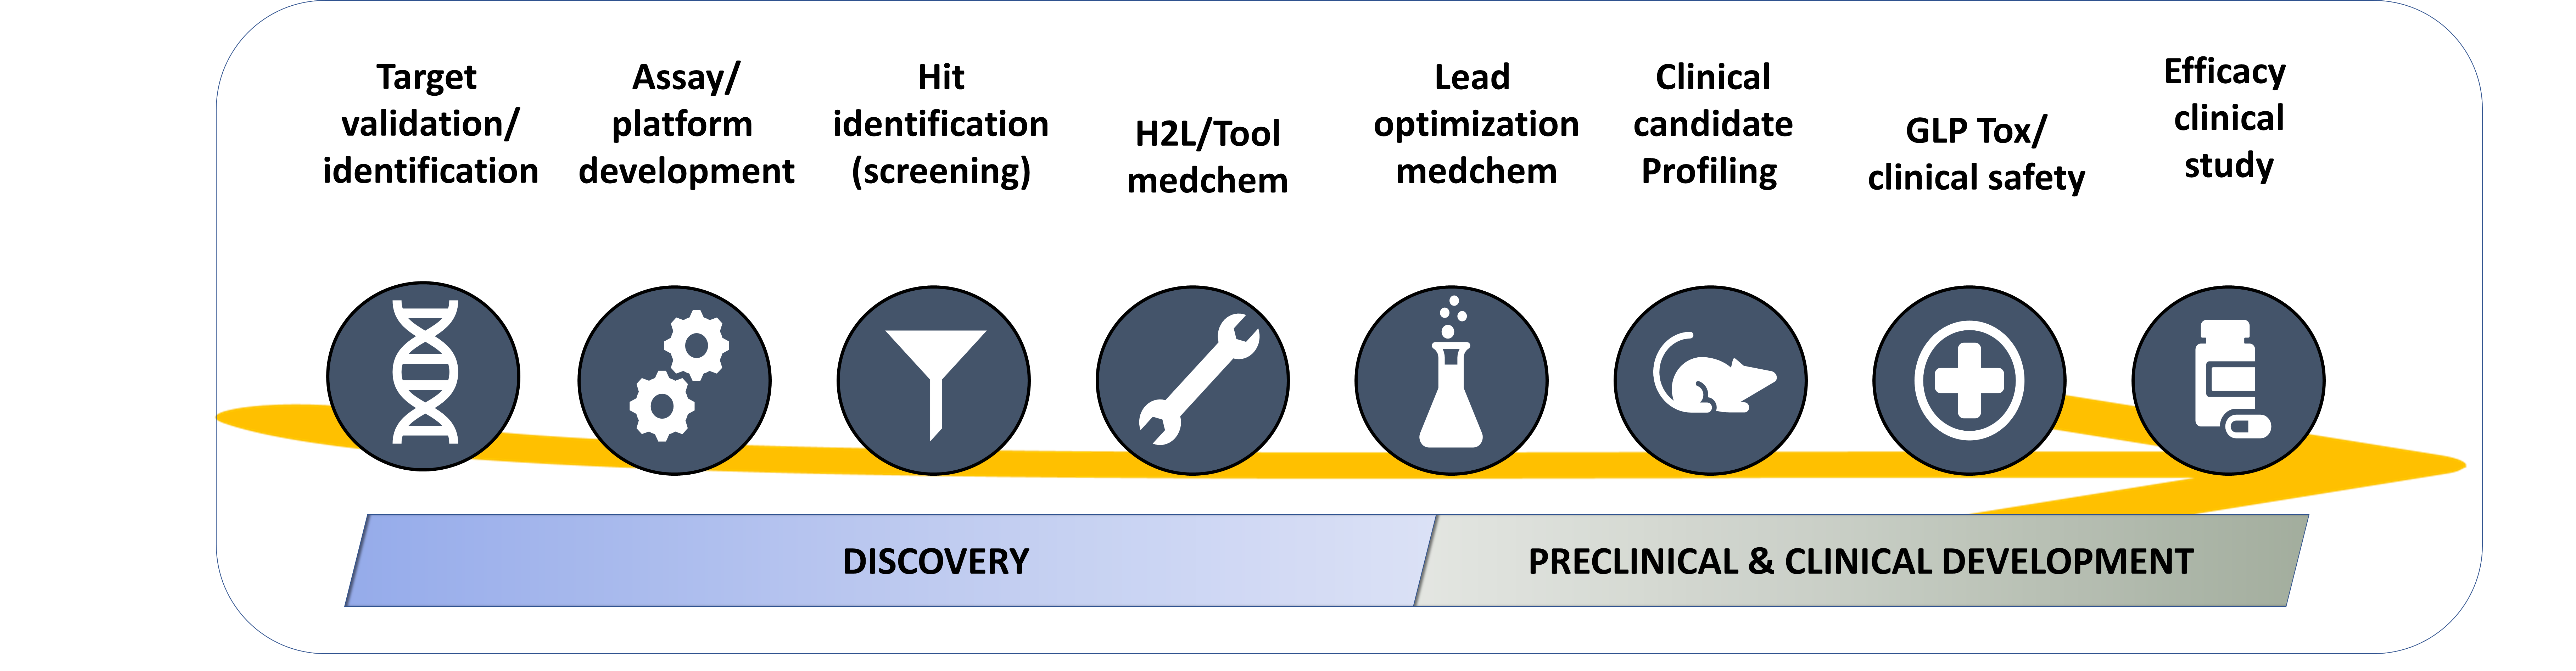 Target
validation/
identification
Assay/
platform
development
Hit
identification
(screening)
H2L/Tool
medchem
Lead
optimization
medchem
Clinical
candidate
Profiling
GLP Tox/
clinical safety
Efficacy
clinical
study
DISCOVERY
PRECLINICAL & CLINICAL DEVELOPMENT